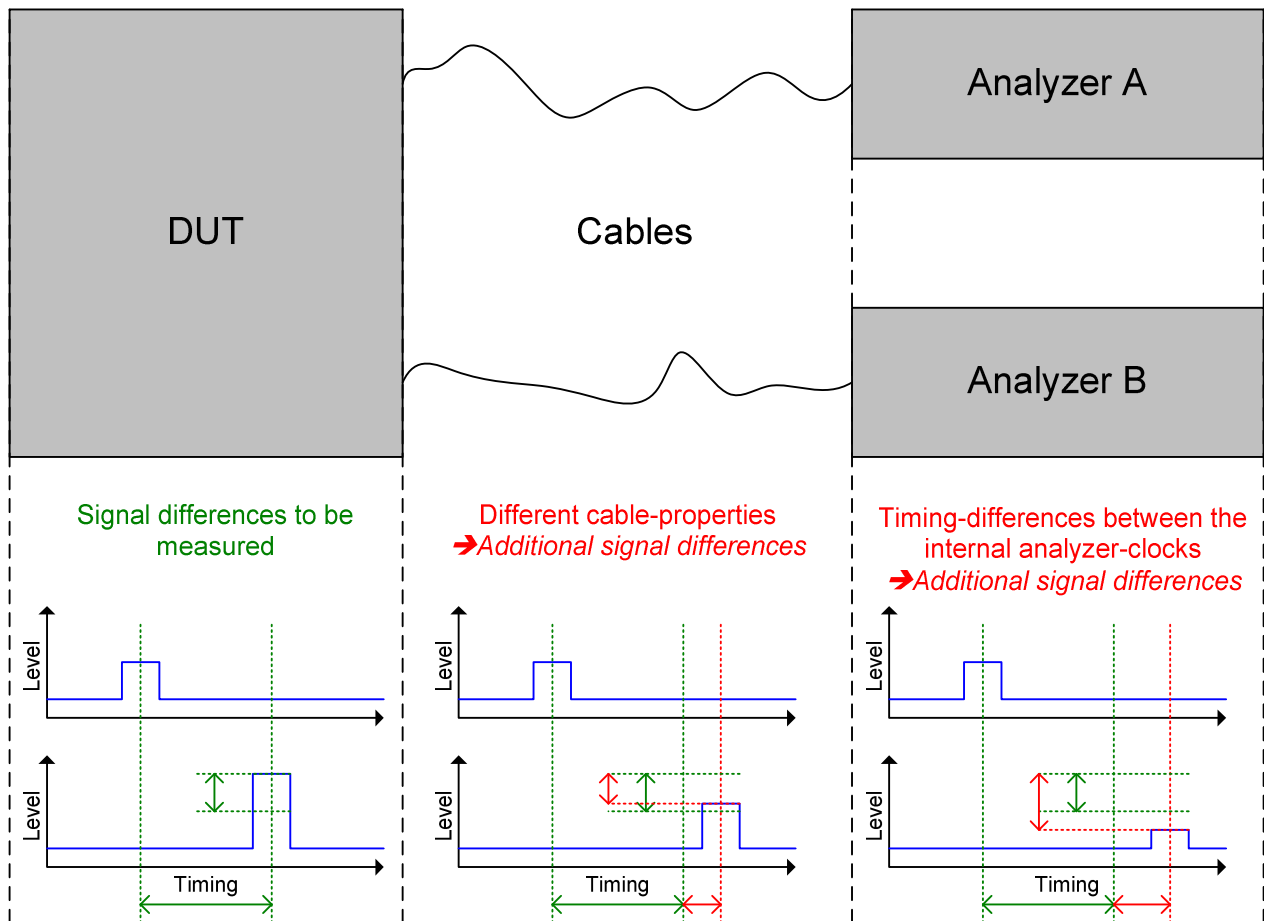 DUT
Cables
Analyzer A
Analyzer B
Signal differences to be
measured
Different cable-properties
➔Additional signal differences
Timing-differences between the
internal analyzer-clocks
➔Additional signal differences
Level
Level
Timing
Level
Level
Timing
Level
Level
Timing